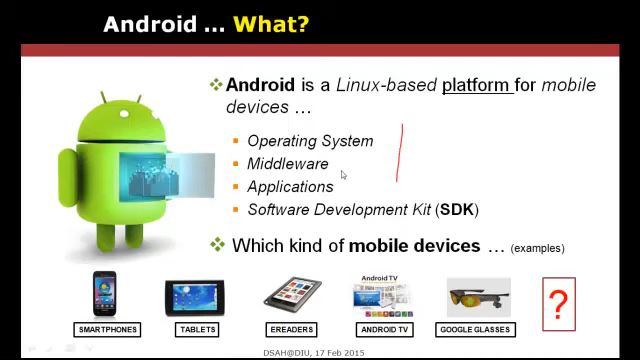 Android ... What?
Android is a Linux-based platform for mobile
devices ...
Operating System
Middleware
Applications
Software Development Kit (SDK)
Which kind of mobile devices ... (examples)
Android TV
?
SMARTPHONES TABLETS EREADERS ANDROID TV GOOGLE GLASSES
DSAH@DIU, 17 Feb 2015